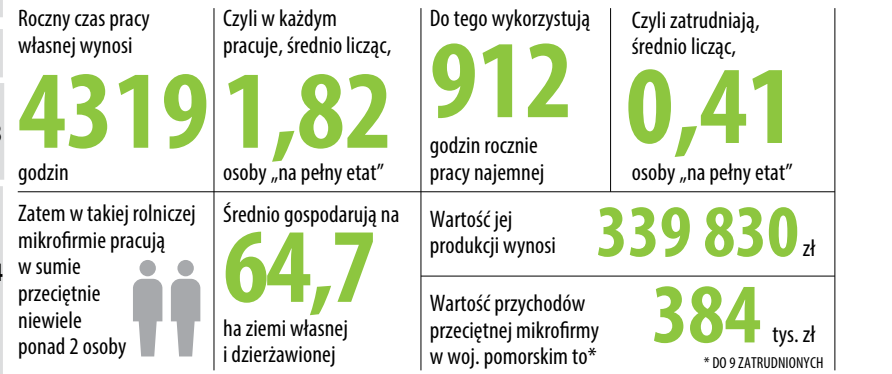 Roczny czas pracy
własnej wynosi
4319
godzin
Czyli w każdym
pracuje, średnio licząc,
1,82
osoby „na pełny etat”
Do tego wykorzystują
912
godzin rocznie
pracy najemnej
Czyli zatrudniają,
średnio licząc,
0,41
osoby „na pełny etat”
Zatem w takiej rolniczej
mikrofirmie pracują
w sumie
przeciętnie
niewiele
ponad 2 osoby
Średnio gospodarują na
64,7
ha ziemi własnej
i dzierżawionej
Wartość jej
produkcji wynosi
339 830 zł
Wartość przychodów
przeciętnej mikrofirmy
w woj. pomorskim to*
384 tys. zł
* DO 9 ZATRUDNIONYCH